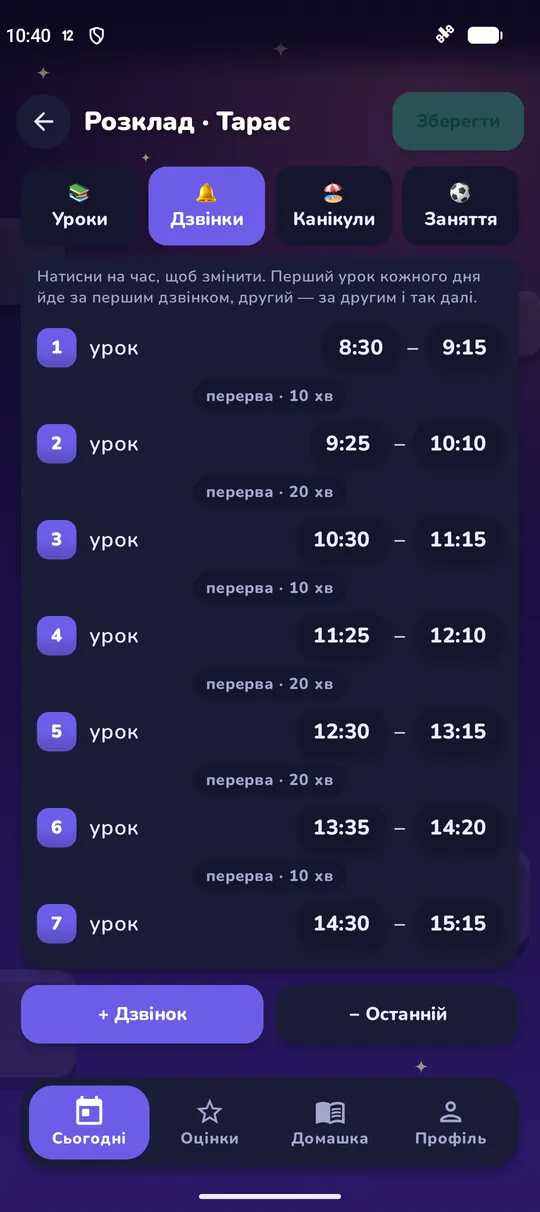 10:40 12
Розклад · Тарас
Зберегти
Уроки
Дзвінки
Канікули
Заняття
Натисни на час, щоб змінити. Перший урок кожного дня
йде за першим дзвінком, другий — за другим і так далі.
1 урок 8:30 – 9:15
перерва · 10 хв
2 урок 9:25 – 10:10
перерва · 20 хв
3 урок 10:30 – 11:15
перерва · 10 хв
4 урок 11:25 – 12:10
перерва · 20 хв
5 урок 12:30 – 13:15
перерва · 20 хв
6 урок 13:35 – 14:20
перерва · 10 хв
7 урок 14:30 – 15:15
+ Дзвінок
− Останній
Сьогодні
Оцінки
Домашка
Профіль